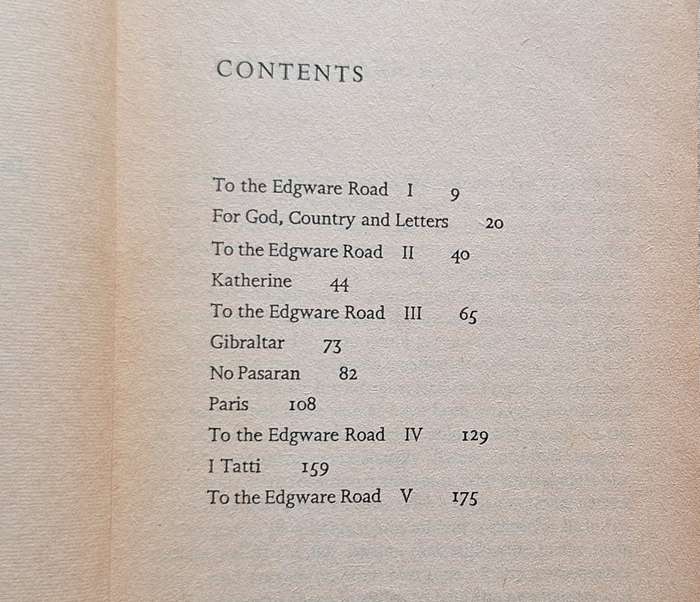 CONTENTS
To the Edgware Road I 9
For God, Country and Letters 20
To the Edgware Road II 40
Katherine 44
To the Edgware Road III 65
Gibraltar 73
No Pasaran 82
Paris 108
To the Edgware Road IV 129
I Tatti 159
To the Edgware Road V 175